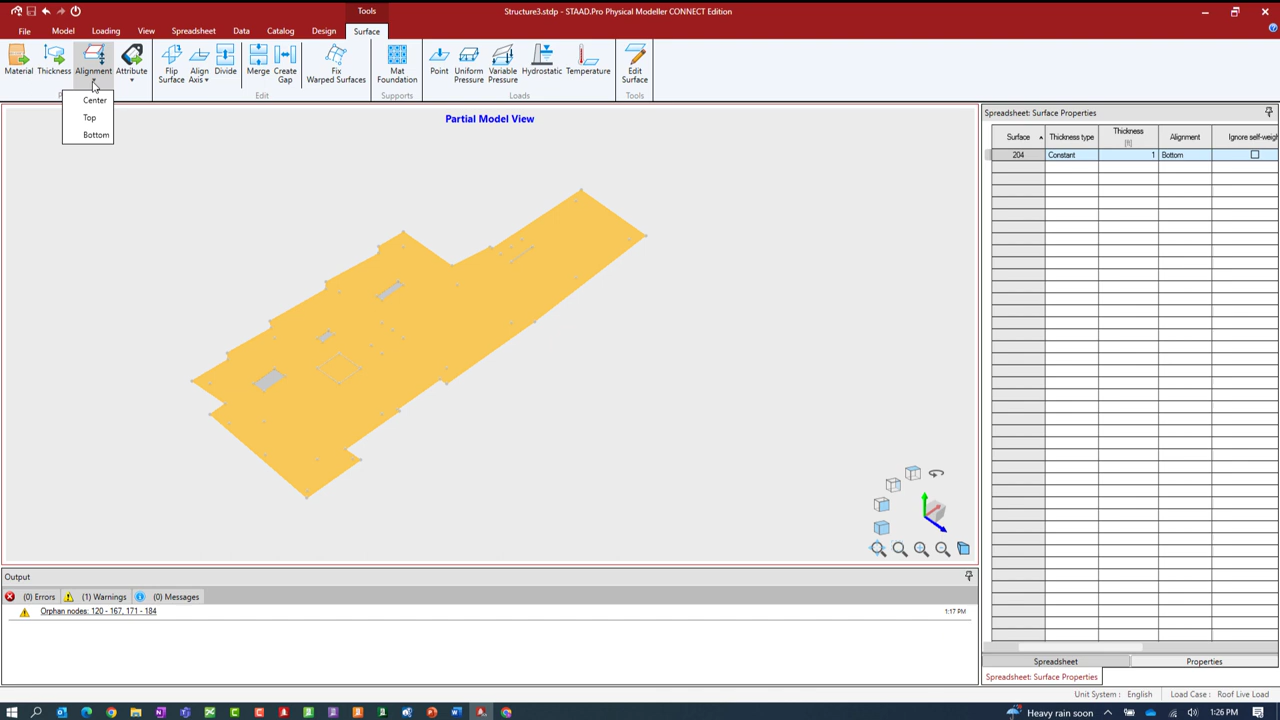 Tools
Structure3.stdp - STAAD.Pro Physical Modeller CONNECT Edition
File Model Loading View Spreadsheet Data Catalog Design Surface
Material Thickness Alignment Attribute
Flip Surface Align Axis Divide Merge Create Gap Fix Warped Surfaces
Mat Foundation
Point Uniform Pressure Variable Pressure Hydrostatic Temperature
Edit Surface
Edit Supports Loads Tools
Center
Top
Bottom
Partial Model View
Spreadsheet: Surface Properties
Surface Thickness type Thickness [ft] Alignment Ignore self-weigh
204 Constant 1 Bottom
Output
(0) Errors (1) Warnings (0) Messages
Orphan nodes: 120 - 167, 171 - 184 1:17 PM
Spreadsheet Properties
Spreadsheet: Surface Properties
Unit System: English Load Case: Roof Live Load
Heavy rain soon 1:26 PM